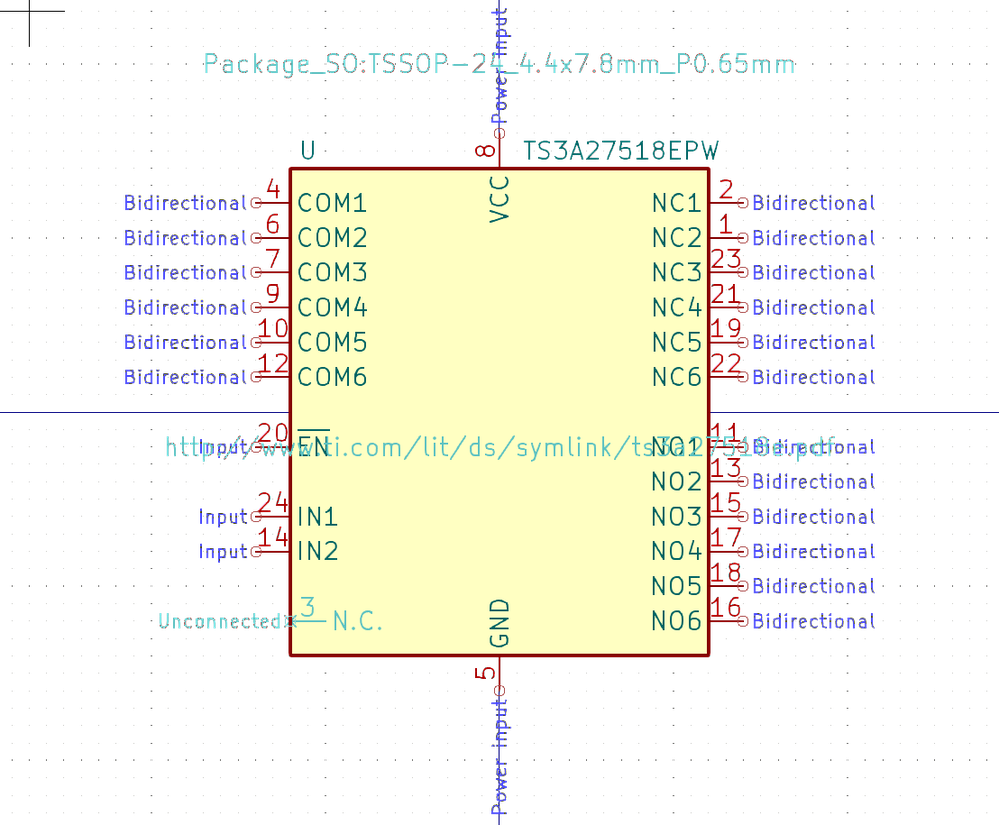 Power input
Package_SO:TSSOP-24_4.4x7.8mm_P0.65mm
8
U
TS3A27518EPW
VCC
Bidirectional 4 COM1
NC1 2 Bidirectional
Bidirectional 6 COM2
NC2 1 Bidirectional
Bidirectional 7 COM3
NC3 23 Bidirectional
Bidirectional 9 COM4
NC4 21 Bidirectional
Bidirectional 10 COM5
NC5 19 Bidirectional
Bidirectional 12 COM6
NC6 22 Bidirectional
Input 20 EN
http://www.ti.com/lit/ds/symlink/ts3a27518e.pdf
NO1 11 Bidirectional
NO2 13 Bidirectional
Input 24 IN1
NO3 15 Bidirectional
Input 14 IN2
NO4 17 Bidirectional
NO5 18 Bidirectional
Unconnected 3 N.C.
NO6 16 Bidirectional
GND
5
Power input